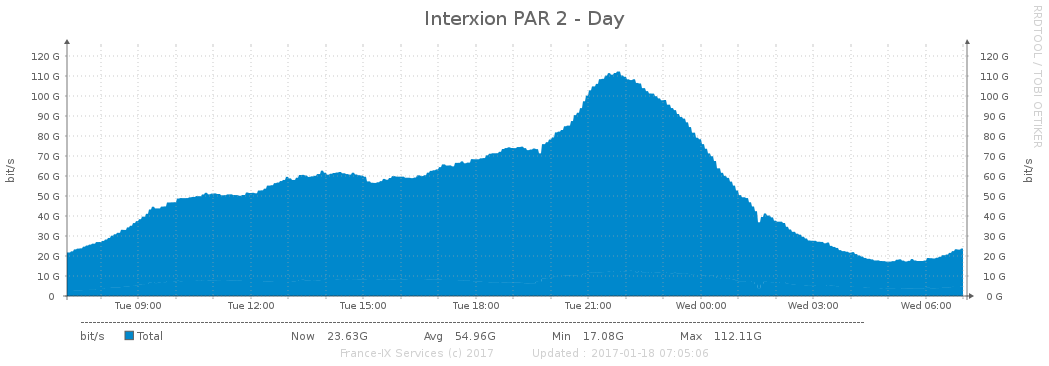 Interxion PAR 2 - Day
RRDTOOL / TOBI OETIKER
bit/s
120 G 120 G
110 G 110 G
100 G 100 G
90 G 90 G
80 G 80 G
70 G 70 G
60 G 60 G
50 G 50 G
40 G 40 G
30 G 30 G
20 G 20 G
10 G 10 G
0 0 G
bit/s
Tue 09:00 Tue 12:00 Tue 15:00 Tue 18:00 Tue 21:00 Wed 00:00 Wed 03:00 Wed 06:00
bit/s Total Now 23.63G Avg 54.96G Min 17.08G Max 112.11G
France-IX Services (c) 2017 Updated : 2017-01-18 07:05:06